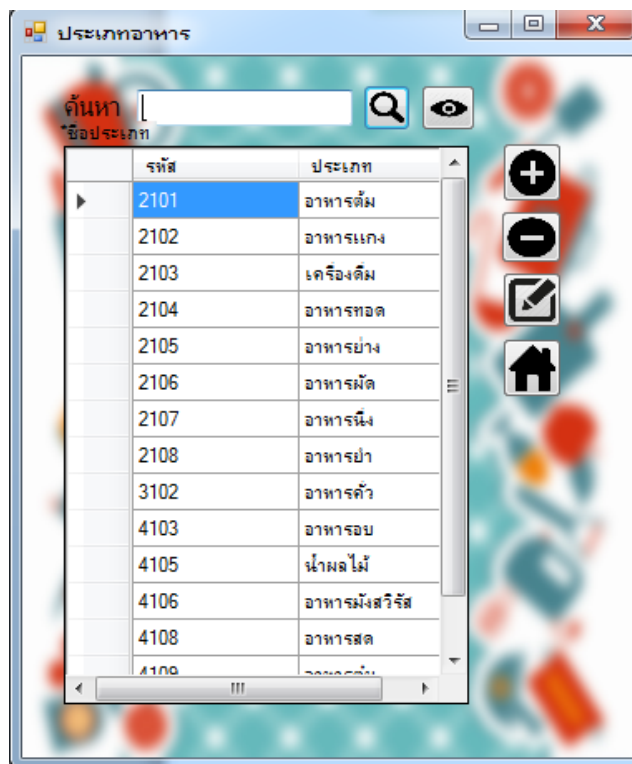 ประเภทอาหาร
ค้นหา
*ชื่อประเภท
รหัส ประเภท
2101 อาหารต้ม
2102 อาหารแกง
2103 เครื่องดื่ม
2104 อาหารทอด
2105 อาหารย่าง
2106 อาหารผัด
2107 อาหารนึ่ง
2108 อาหารยำ
3102 อาหารคั่ว
4103 อาหารอบ
4105 น้ำผลไม้
4106 อาหารมังสวิรัส
4108 อาหารสด
4109